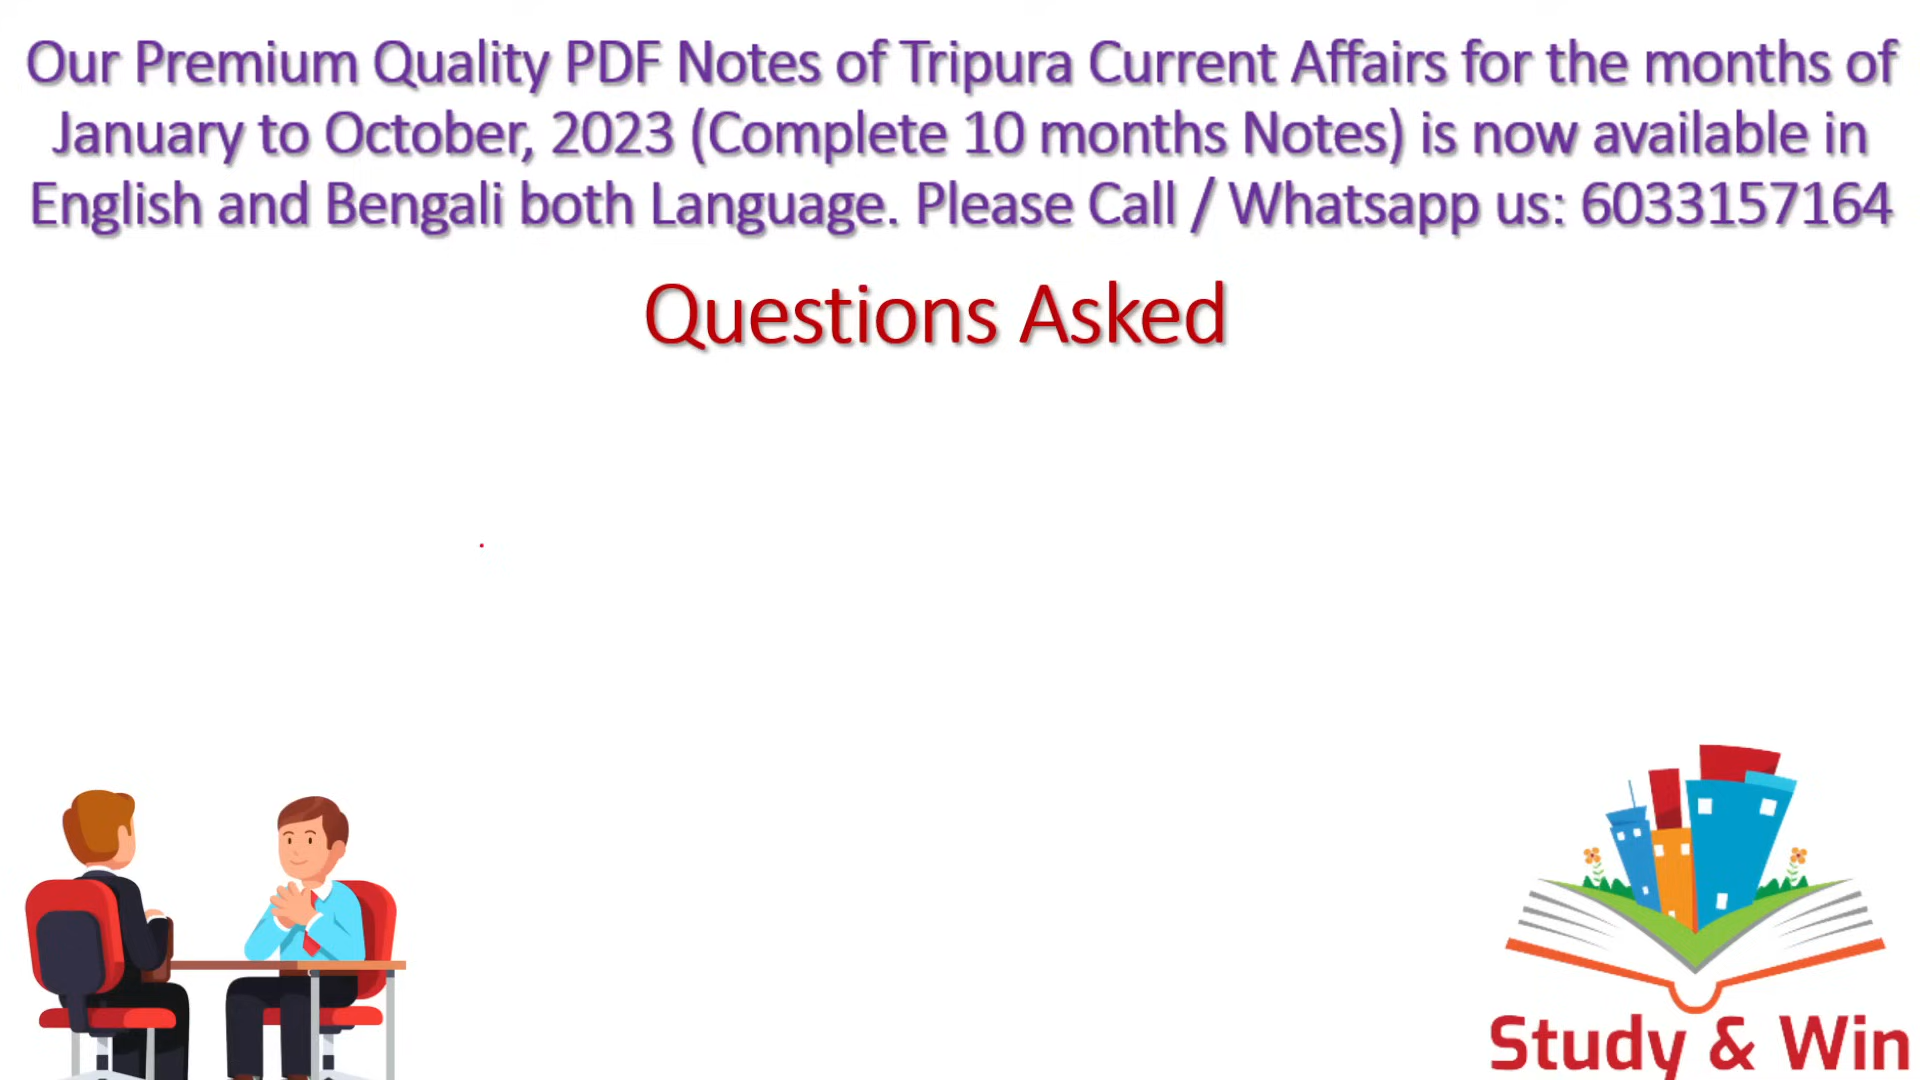 Our Premium Quality PDF Notes of Tripura Current Affairs for the months of
January to October, 2023 (Complete 10 months Notes) is now available in
English and Bengali both Language. Please Call / Whatsapp us: 6033157164
Questions Asked
Study & Win